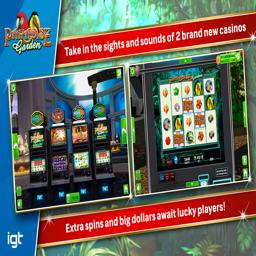 Paradise
Garden
Take in the sights and sounds of 2 brand new casinos
Extra spins and big dollars await lucky players!
igt